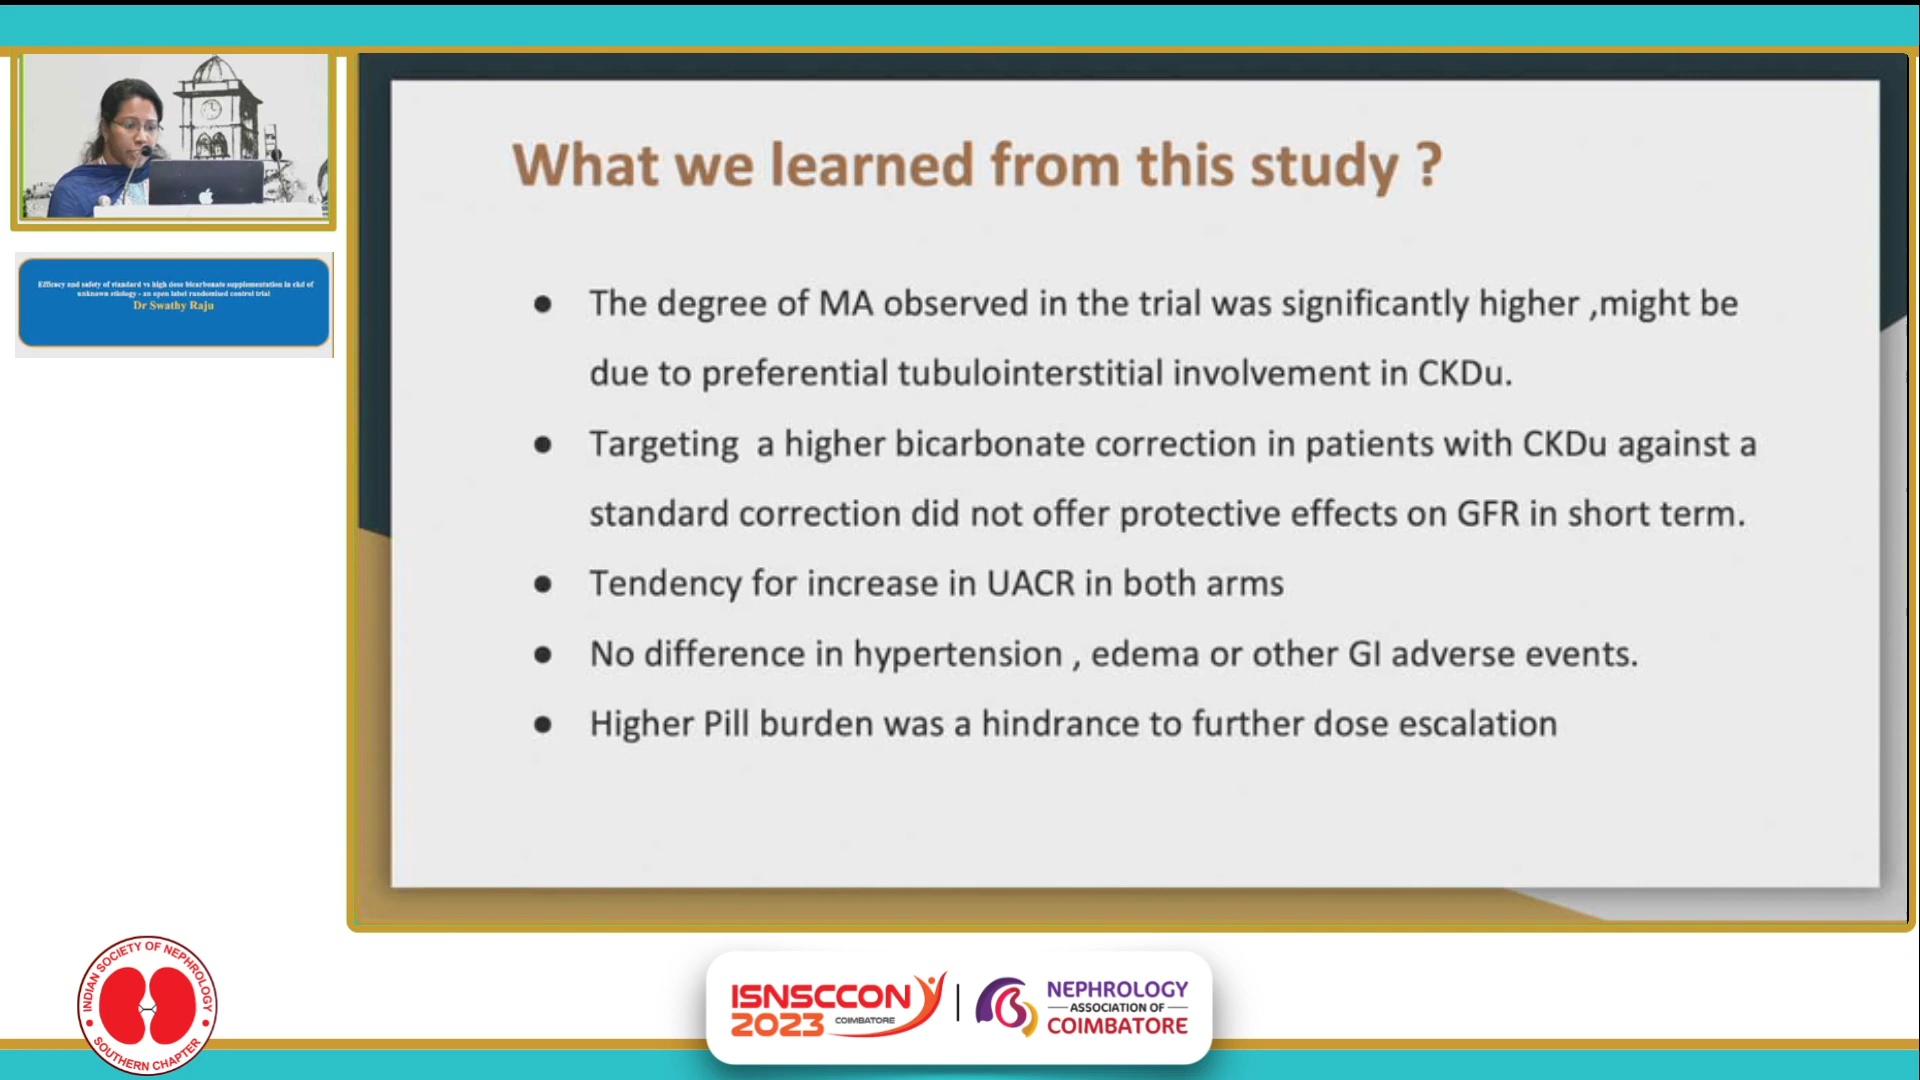 Efficacy and safety of standard vs high dose bicarbonate supplementation in ckd of
unknown etiology - an open label randomised control trial
Dr Swathy Raju
What we learned from this study ?
● The degree of MA observed in the trial was significantly higher ,might be
due to preferential tubulointerstitial involvement in CKDu.
● Targeting a higher bicarbonate correction in patients with CKDu against a
standard correction did not offer protective effects on GFR in short term.
● Tendency for increase in UACR in both arms
● No difference in hypertension , edema or other GI adverse events.
● Higher Pill burden was a hindrance to further dose escalation
INDIAN SOCIETY OF NEPHROLOGY
SOUTHERN CHAPTER
ISNSCCON
2023 COIMBATORE
NEPHROLOGY
ASSOCIATION OF
COIMBATORE